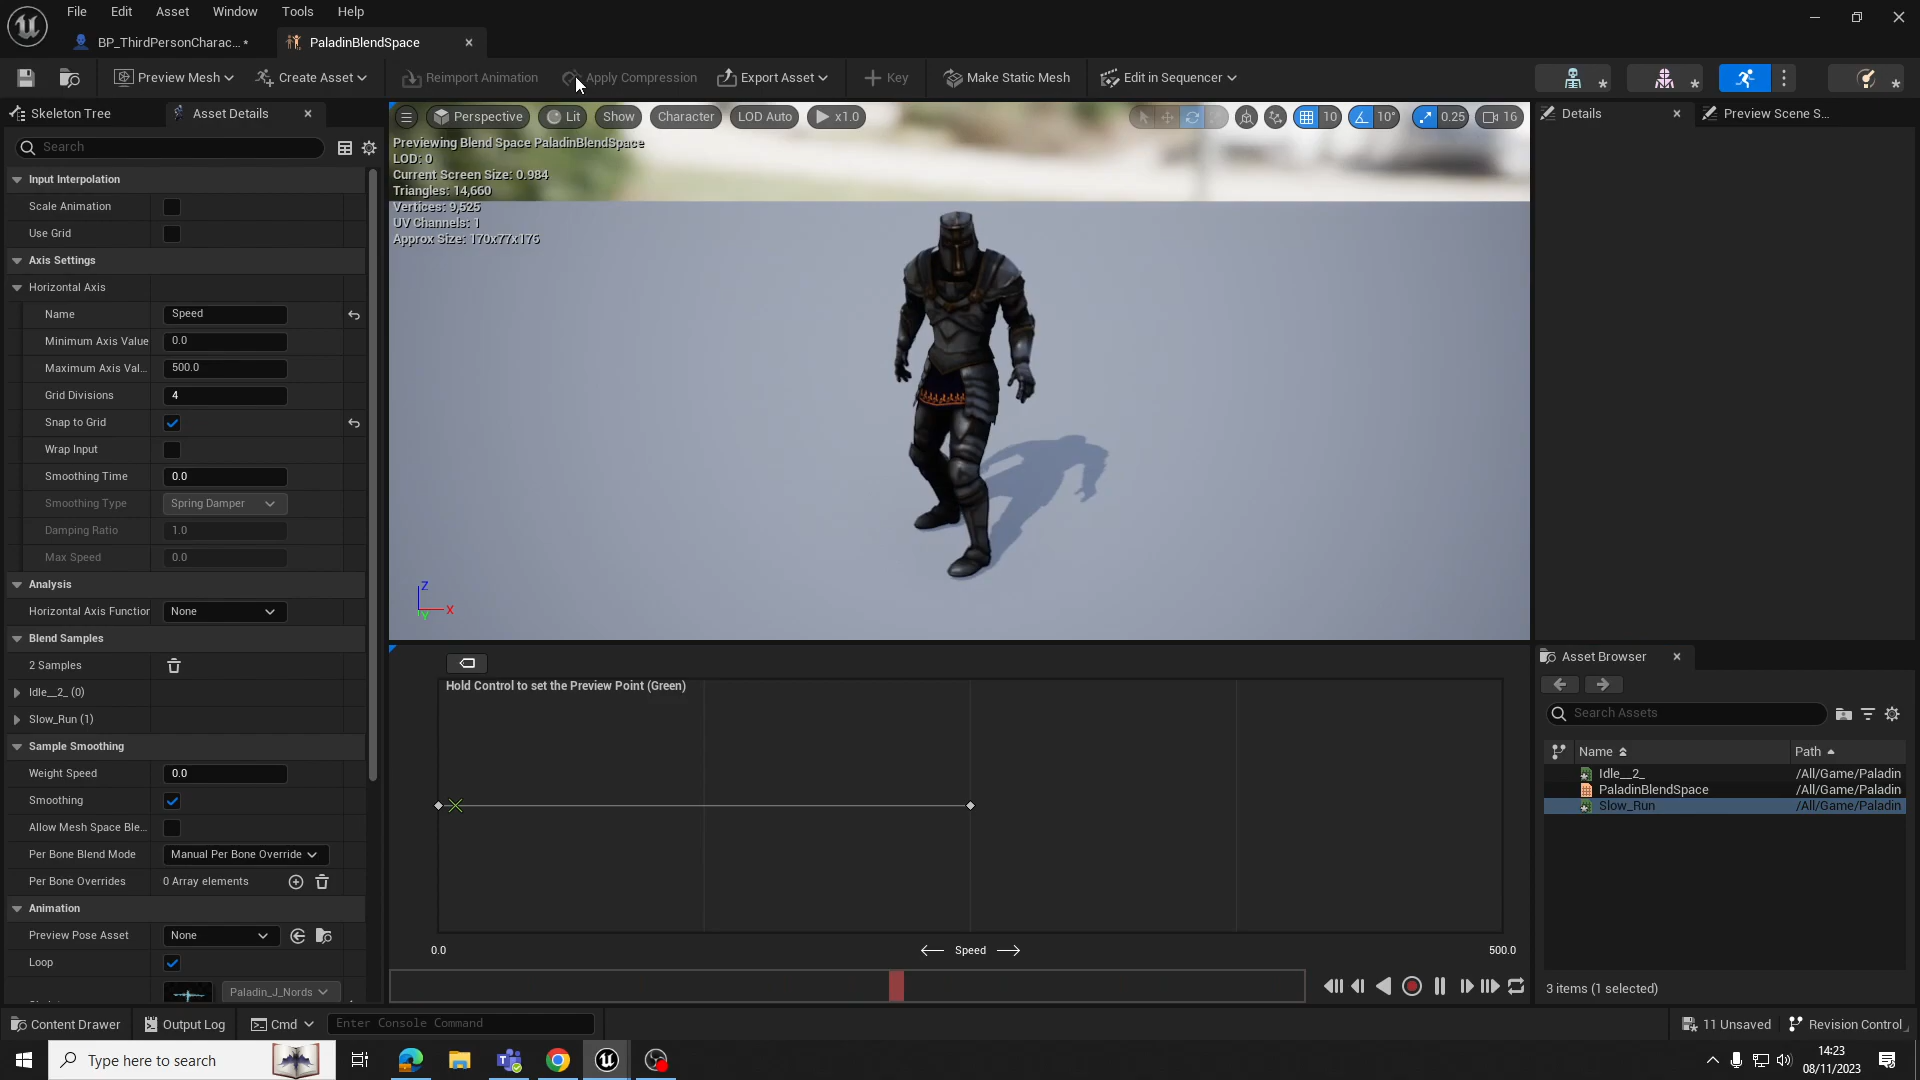 File Edit Asset Window Tools Help
BP_ThirdPersonCharac... * PaladinBlendSpace
Preview Mesh Create Asset Reimport Animation Apply Compression Export Asset Key Make Static Mesh Edit in Sequencer
Skeleton Tree Asset Details
Search
Input Interpolation
Scale Animation
Use Grid
Axis Settings
Horizontal Axis
Name Speed
Minimum Axis Value 0.0
Maximum Axis Val... 500.0
Grid Divisions 4
Snap to Grid
Wrap Input
Smoothing Time 0.0
Smoothing Type Spring Damper
Damping Ratio 1.0
Max Speed 0.0
Analysis
Horizontal Axis Function None
Blend Samples
2 Samples
Idle__2_ (0)
Slow_Run (1)
Sample Smoothing
Weight Speed 0.0
Smoothing
Allow Mesh Space Ble...
Per Bone Blend Mode Manual Per Bone Override
Per Bone Overrides 0 Array elements
Animation
Preview Pose Asset None
Loop
Paladin_J_Nords
Perspective Lit Show Character LOD Auto x1.0 10 10° 0.25 16
Previewing Blend Space PaladinBlendSpace
LOD: 0
Current Screen Size: 0.984
Triangles: 14,660
Vertices: 9,525
UV Channels: 1
Approx Size: 170x77x176
Z
X
Y
Hold Control to set the Preview Point (Green)
0.0 Speed 500.0
Details Preview Scene S...
Asset Browser
Search Assets
Name Path
Idle__2_ /All/Game/Paladin
PaladinBlendSpace /All/Game/Paladin
Slow_Run /All/Game/Paladin
3 items (1 selected)
Content Drawer Output Log Cmd Enter Console Command 11 Unsaved Revision Control
Type here to search
14:23
08/11/2023